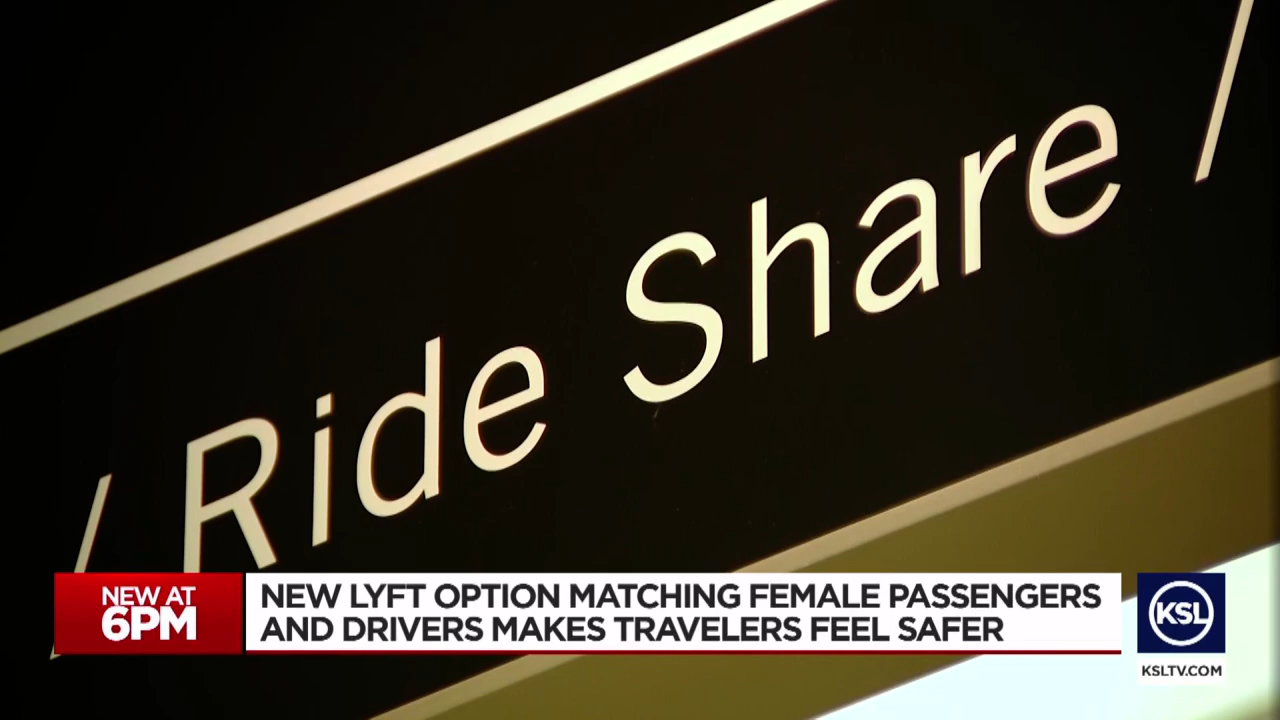 / Ride Share /
NEW AT
6PM
NEW LYFT OPTION MATCHING FEMALE PASSENGERS
AND DRIVERS MAKES TRAVELERS FEEL SAFER
KSL
KSLTV.COM